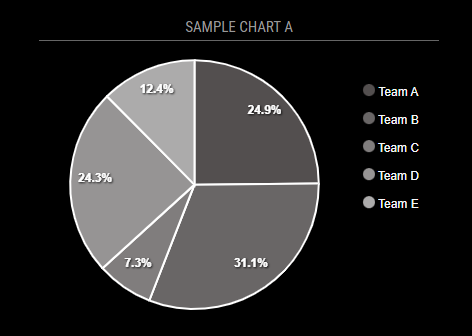 SAMPLE CHART A
12.4%
24.9%
Team A
Team B
Team C
24.3%
Team D
Team E
7.3%
31.1%